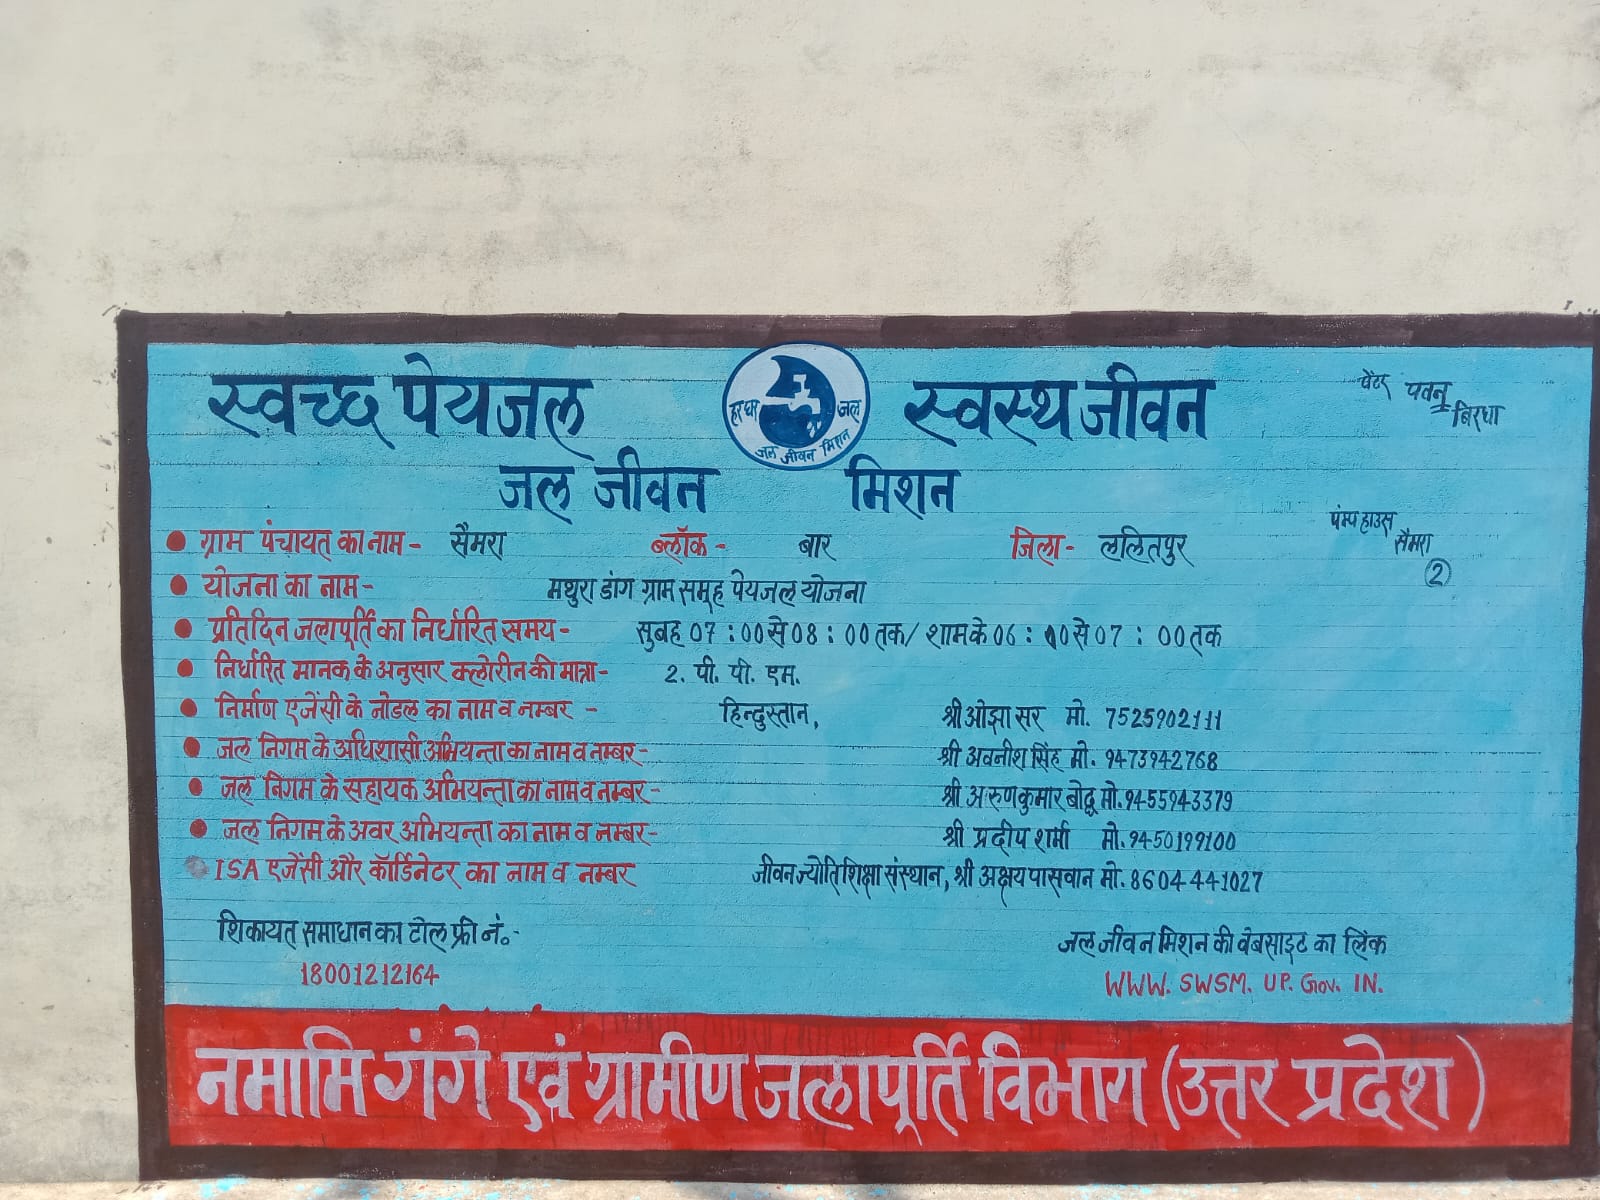 स्वच्छ पेयजल स्वस्थ जीवन
हर घर जल
जल जीवन मिशन
पेंटर पवन बिरधा
जल जीवन मिशन
पंम्प हाउस सैमरा 2
ग्राम पंचायत का नाम - सैमरा ब्लॉक - बार जिला - ललितपुर
योजना का नाम - मथुरा डांग ग्राम समूह पेयजल योजना
प्रतिदिन जलापूर्ति का निर्धारित समय - सुबह 07 : 00 से 08 : 00 तक / शाम के 06 : 00 से 07 : 00 तक
निर्धारित मानक के अनुसार क्लोरीन की मात्रा - 2. पी. पी. एम.
निर्माण एजेंसी के नोडल का नाम व नम्बर - हिन्दुस्तान, श्री ओझा सर मो. 7525902111
जल निगम के अधिशासी अभियन्ता का नाम व नम्बर - श्री अवनीश सिंह मो. 9473942768
जल निगम के सहायक अभियन्ता का नाम व नम्बर - श्री अरुण कुमार मो. 9455943379
जल निगम के अवर अभियन्ता का नाम व नम्बर - श्री प्रदीप शर्मा मो. 9450199100
ISA एजेंसी और कॉर्डिनेटर का नाम व नम्बर जीवन ज्योति शिक्षा संस्थान, श्री अक्षय पासवान मो. 8604441027
शिकायत समाधान का टोल फ्री नं. - जल जीवन मिशन की वेबसाइट का लिंक
18001212164 WWW. SWSM. UP. Gov. IN.
नमामि गंगे एवं ग्रामीण जलापूर्ति विभाग (उत्तर प्रदेश)